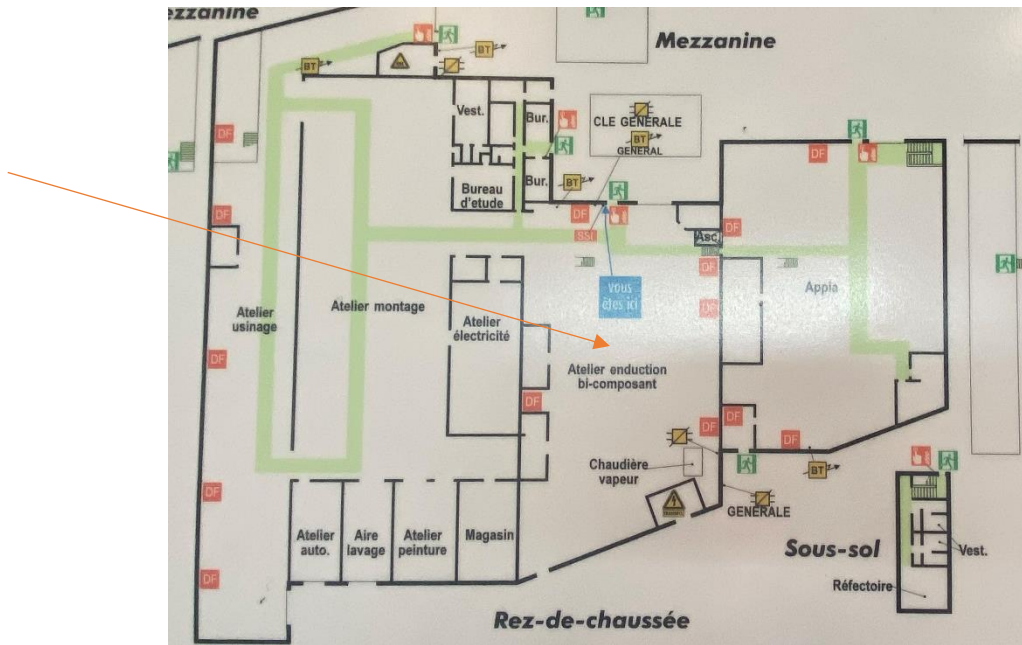 ezzanine
Mezzanine
BT
BT
DF
Vest.
Bur.
CLE GENERALE
BT
GENERAL
DF
Bureau
d'etude
Bur.
BT
DF
DF
SSI
DF
Asc.
DF
DF
vous
êtes ici
Appia
Atelier
usinage
Atelier montage
Atelier
électricité
DF
Atelier enduction
bi-composant
DF
DF
DF
DF
BT
Chaudière
vapeur
DF
GENERALE
Atelier
auto.
Aire
lavage
Atelier
peinture
Magasin
Sous-sol
Vest.
DF
Réfectoire
Rez-de-chaussée